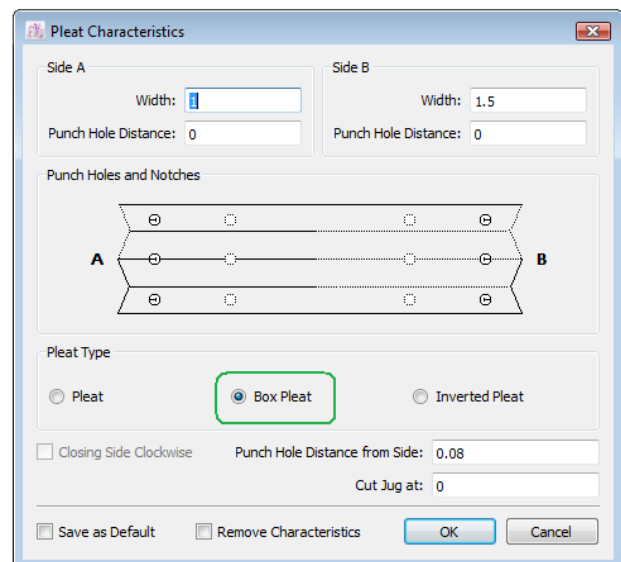 Pleat Characteristics
Side A
Side B
Width: 1
Width: 1.5
Punch Hole Distance: 0
Punch Hole Distance: 0
Punch Holes and Notches
A
B
Pleat Type
Pleat
Box Pleat
Inverted Pleat
Closing Side Clockwise
Punch Hole Distance from Side: 0.08
Cut Jug at: 0
Save as Default
Remove Characteristics
OK
Cancel